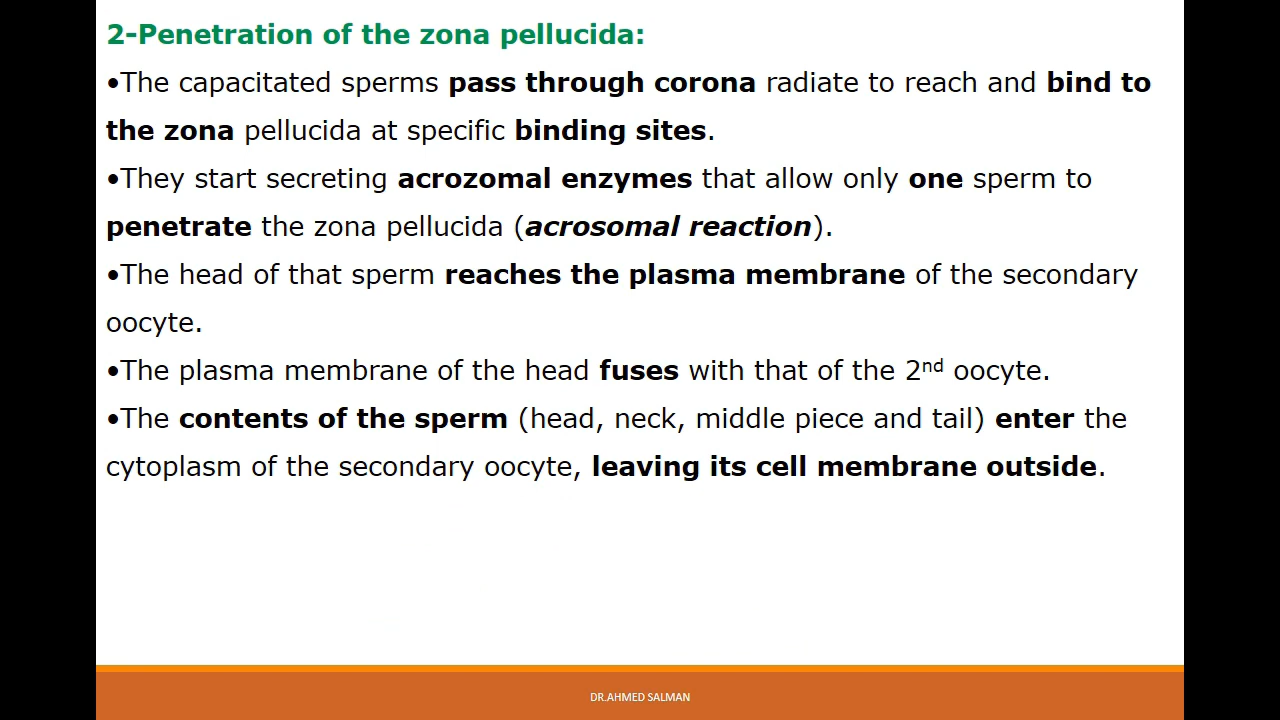 2-Penetration of the zona pellucida:
•The capacitated sperms pass through corona radiate to reach and bind to
the zona pellucida at specific binding sites.
•They start secreting acrozomal enzymes that allow only one sperm to
penetrate the zona pellucida (acrosomal reaction).
•The head of that sperm reaches the plasma membrane of the secondary
oocyte.
•The plasma membrane of the head fuses with that of the 2nd oocyte.
•The contents of the sperm (head, neck, middle piece and tail) enter the
cytoplasm of the secondary oocyte, leaving its cell membrane outside.
DR.AHMED SALMAN